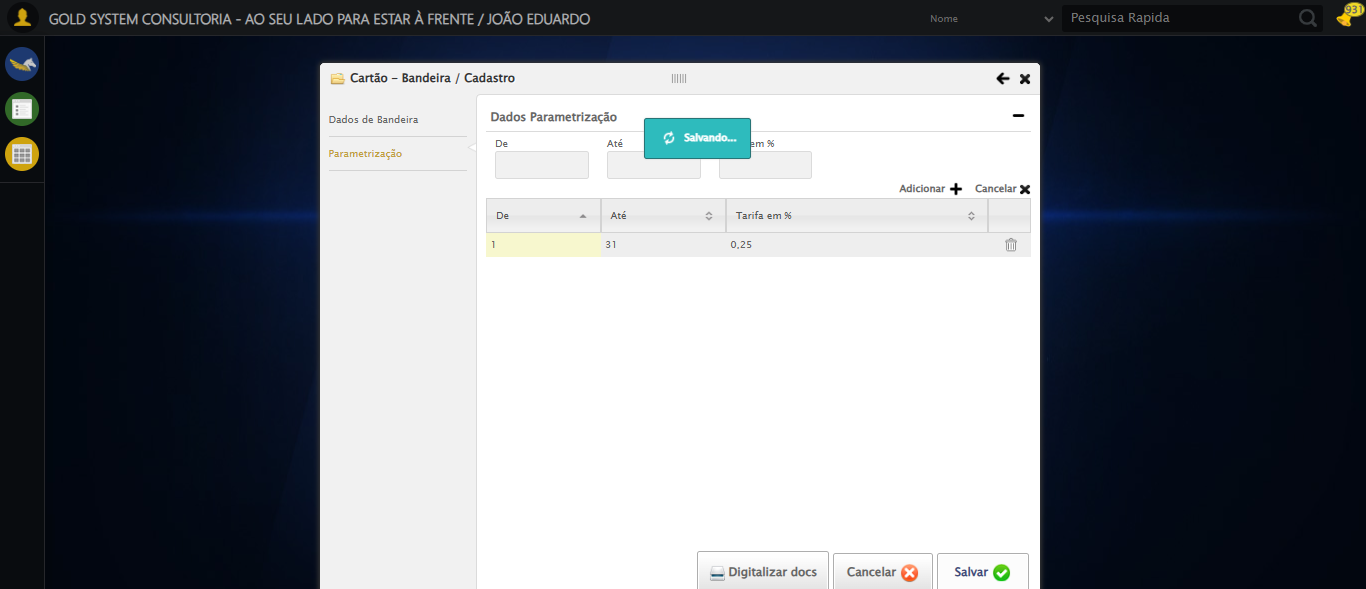 GOLD SYSTEM CONSULTORIA - AO SEU LADO PARA ESTAR À FRENTE / JOÃO EDUARDO
Nome
Pesquisa Rapida
931
Cartão - Bandeira / Cadastro
Dados de Bandeira
Parametrização
Dados Parametrização
Salvando...
De
Até
em %
Adicionar
Cancelar
De Até Tarifa em %
1 31 0,25
Digitalizar docs
Cancelar
Salvar